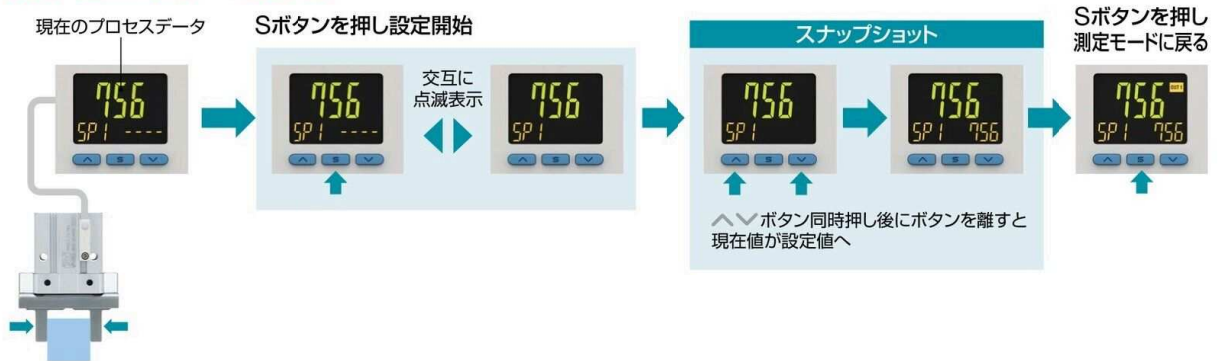 現在のプロセスデータ
756
SP1 ----
S
Sボタンを押し設定開始
756
SP1 ----
S
交互に
点滅表示
756
S
スナップショット
756
SP1
S
756
SP1 756
S
ボタン同時押し後にボタンを離すと
現在値が設定値へ
Sボタンを押し
測定モードに戻る
756
OUT1
SP1 756
S